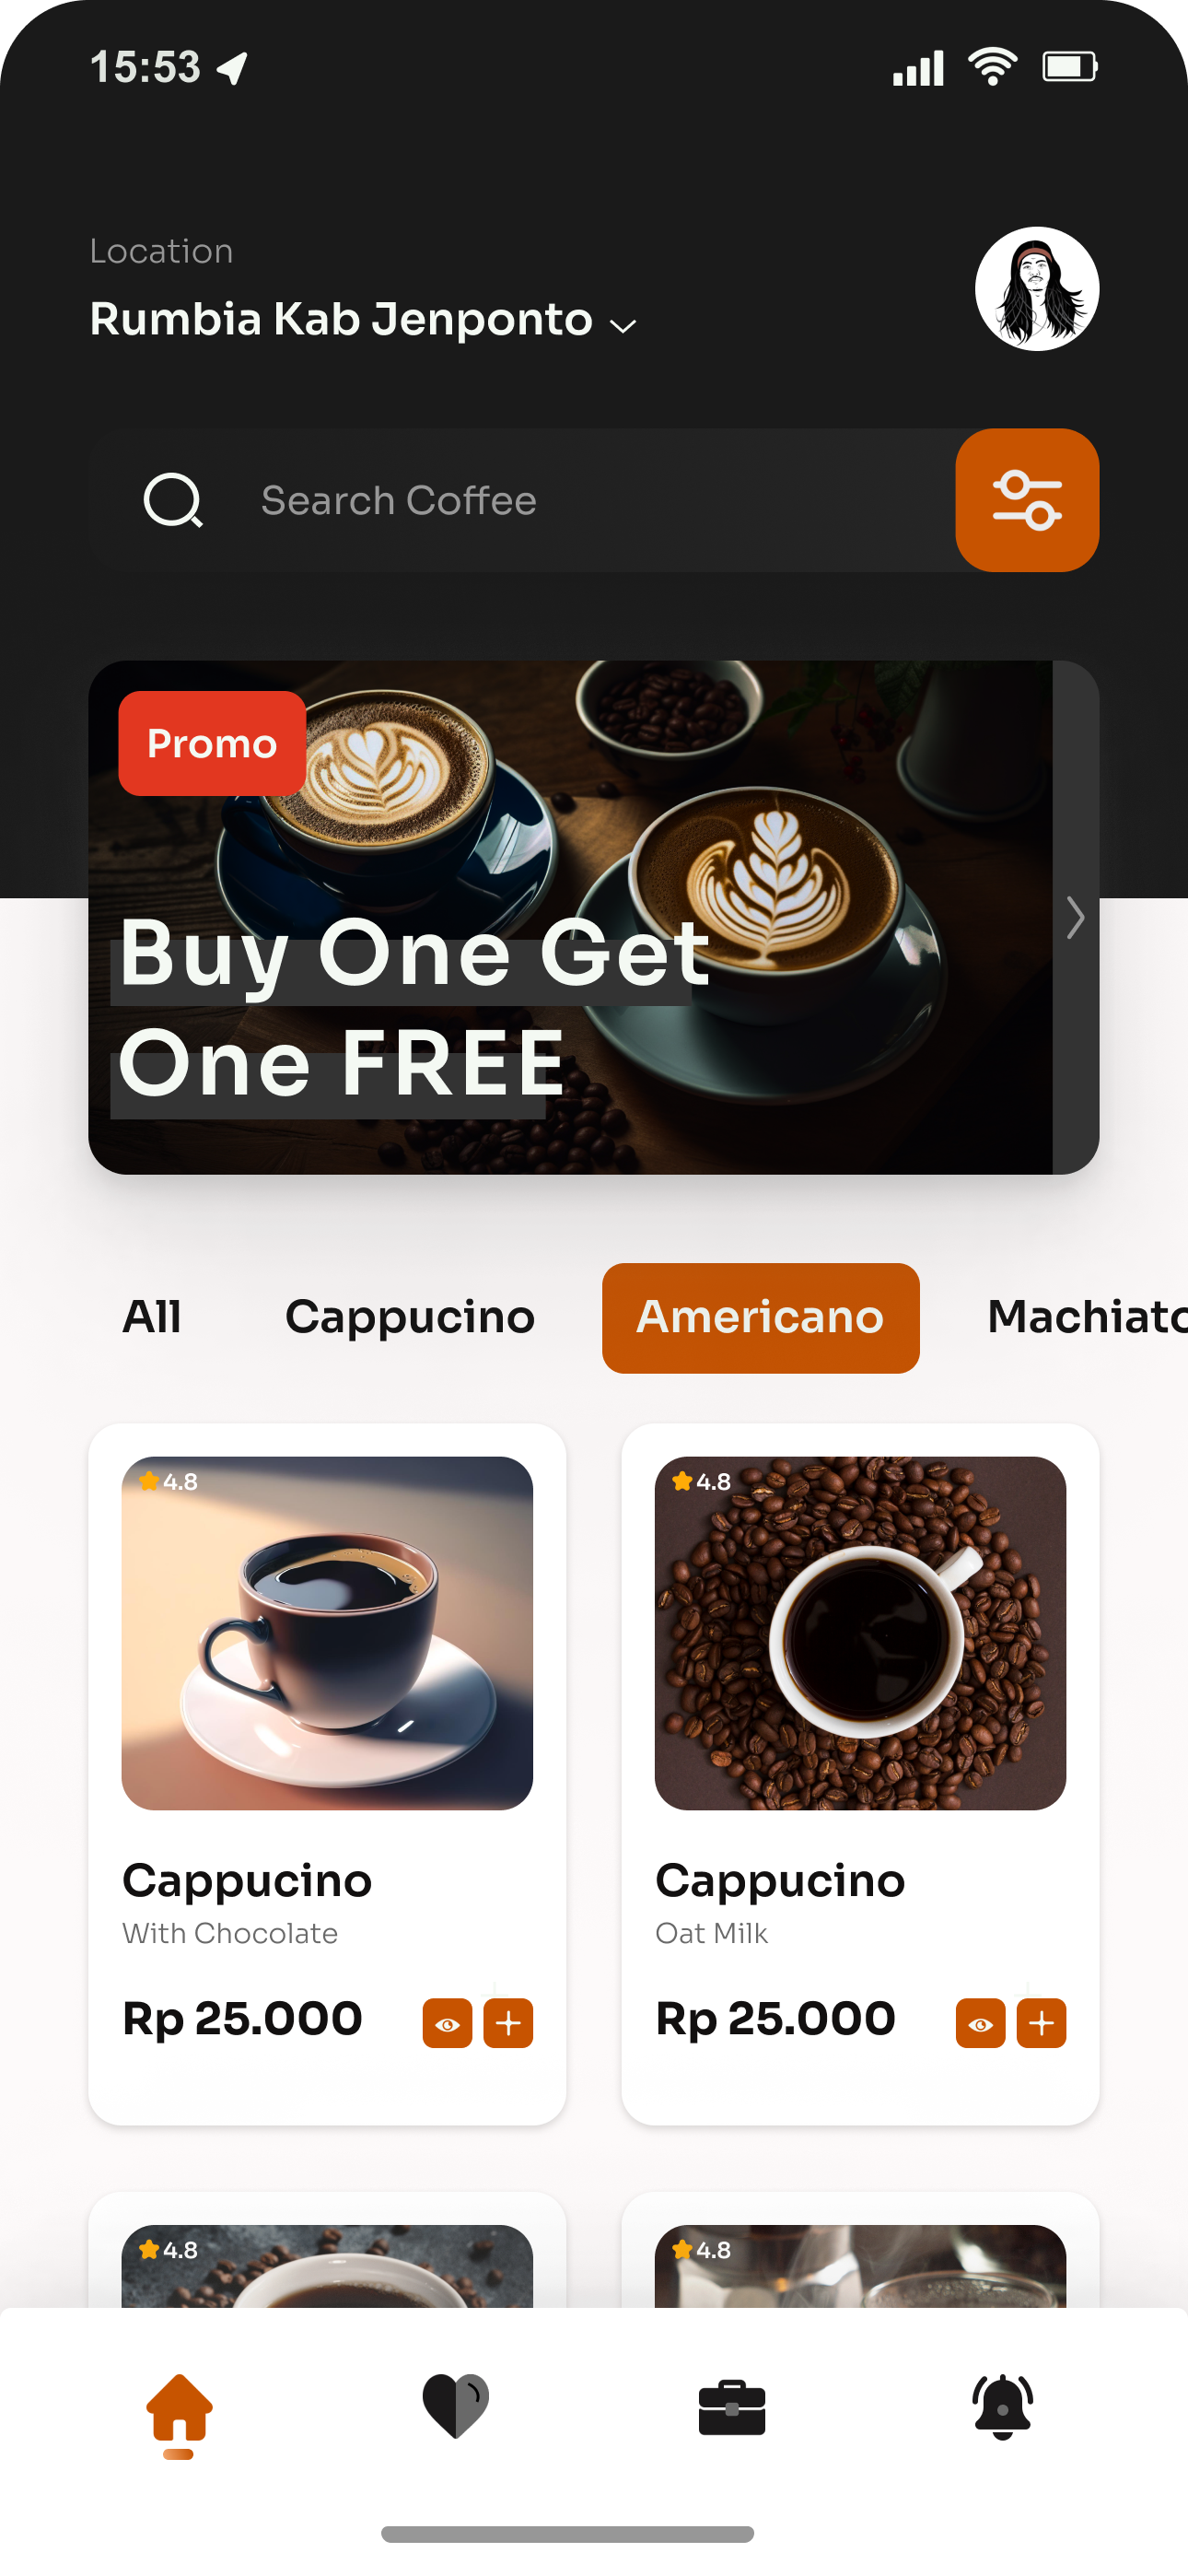 15:53
Location
Rumbia Kab Jenponto
Search Coffee
Promo
Buy One Get
One FREE
All Cappucino Americano Machiato
4.8 4.8
Cappucino Cappucino
With Chocolate Oat Milk
Rp 25.000 Rp 25.000
4.8 4.8